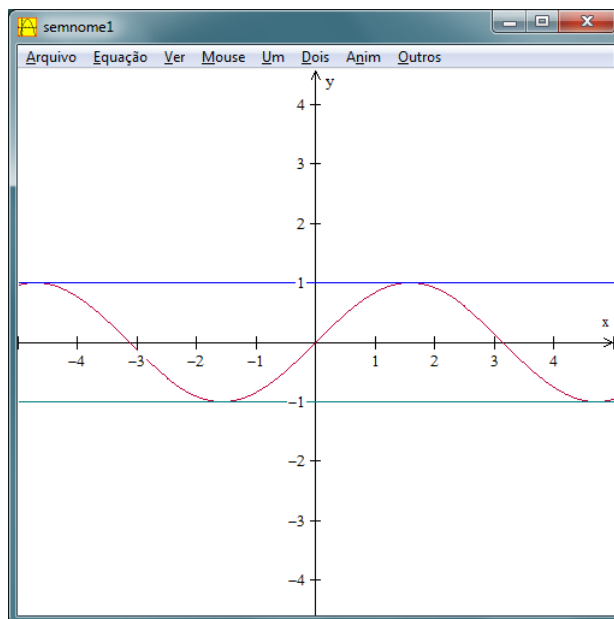 semnome1
Arquivo Equação Ver Mouse Um Dois Anim Outros
y
4
3
2
1
x
−4 −3 −2 −1 1 2 3 4
−1
−2
−3
−4